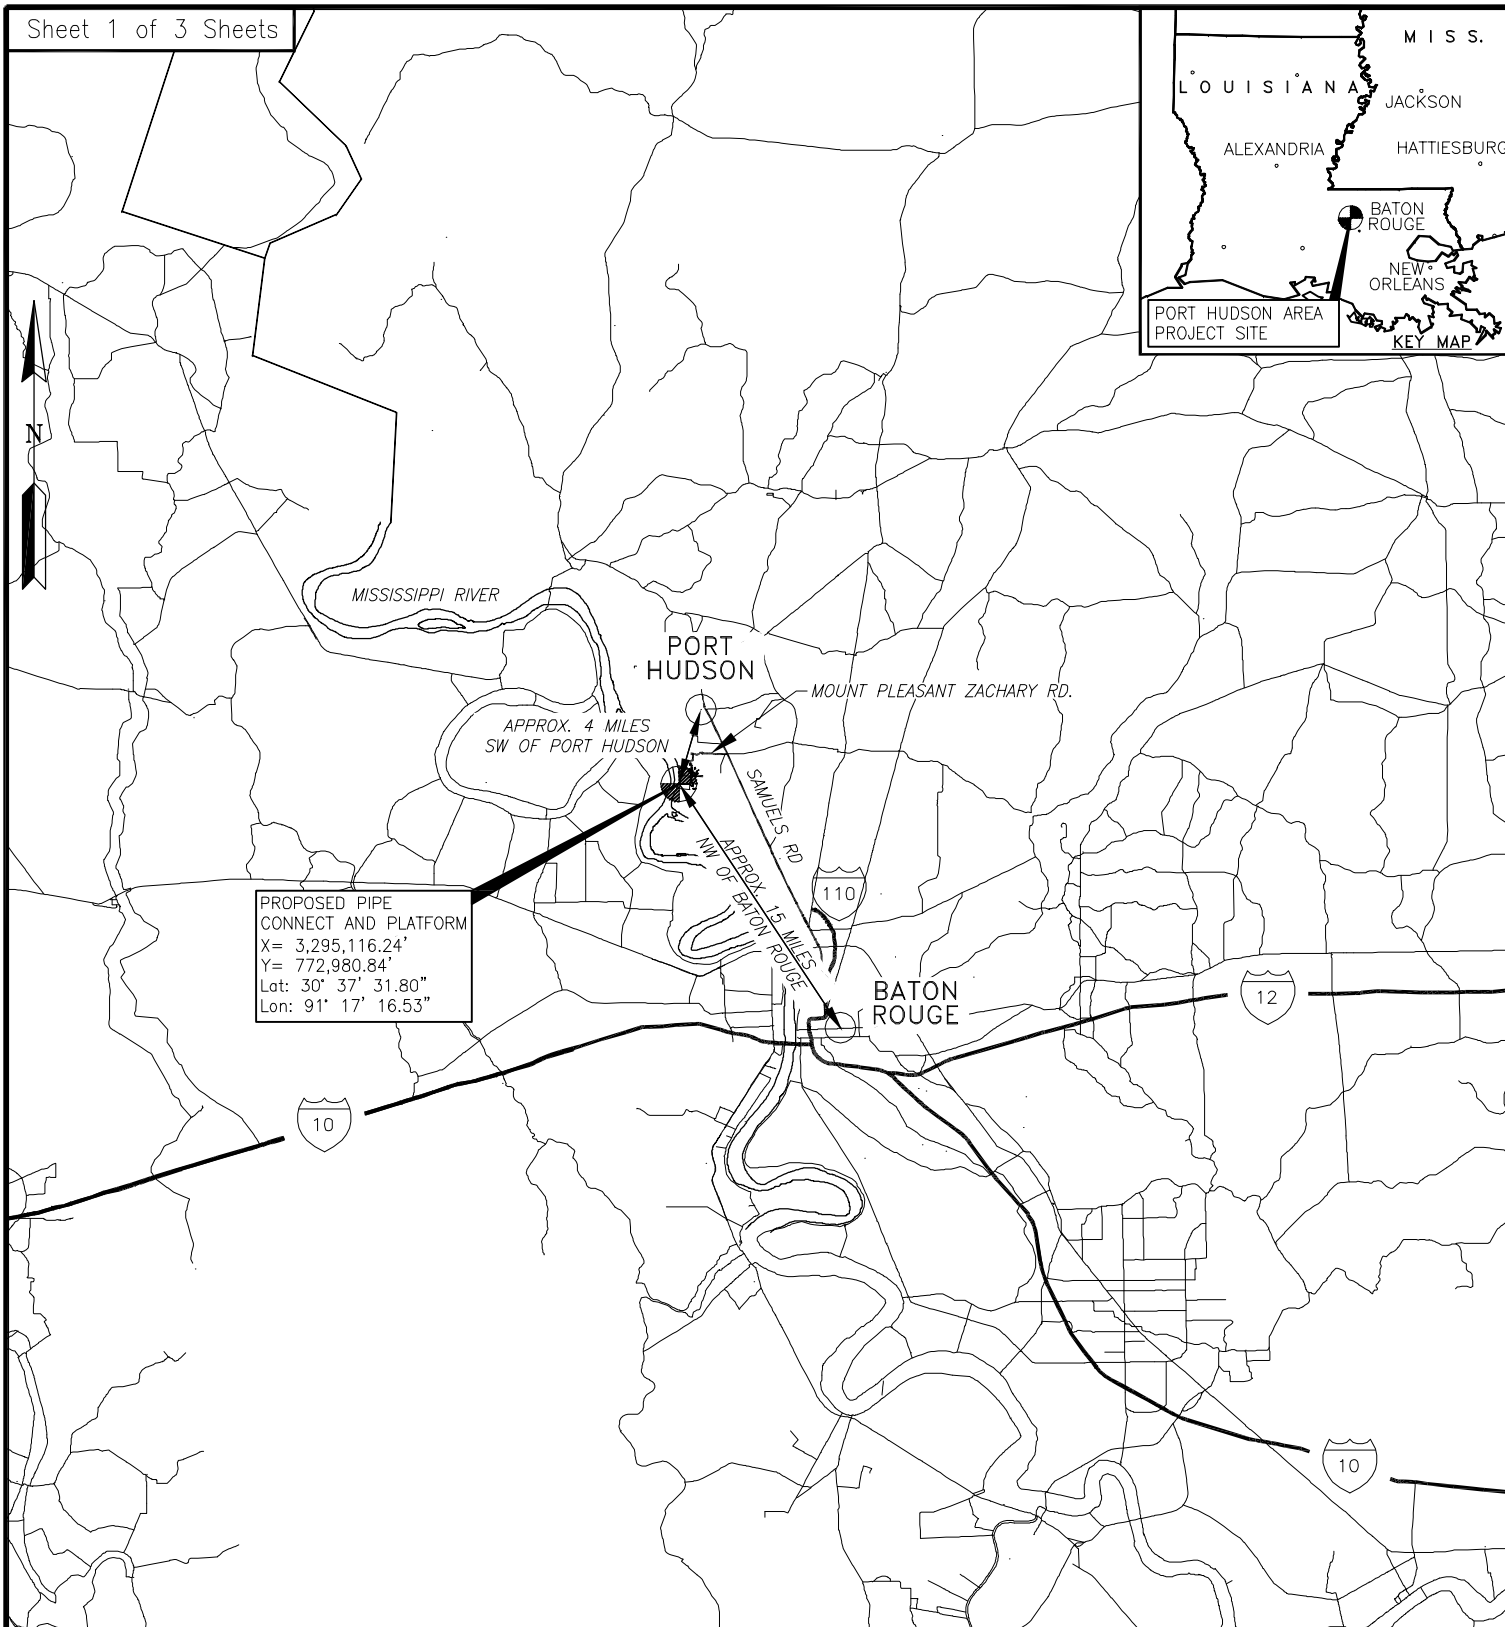 Sheet 1 of 3 Sheets
MISS.
LOUISIANA
JACKSON
ALEXANDRIA
HATTIESBURG
BATON
ROUGE
NEW
ORLEANS
PORT HUDSON AREA
PROJECT SITE
KEY MAP
N
MISSISSIPPI RIVER
PORT
HUDSON
MOUNT PLEASANT ZACHARY RD.
APPROX. 4 MILES
SW OF PORT HUDSON
SAMUELS RD
APPROX. 15 MILES
NW OF BATON ROUGE
110
PROPOSED PIPE
CONNECT AND PLATFORM
X= 3,295,116.24'
Y= 772,980.84'
Lat: 30° 37' 31.80"
Lon: 91° 17' 16.53"
BATON
ROUGE
12
10
10